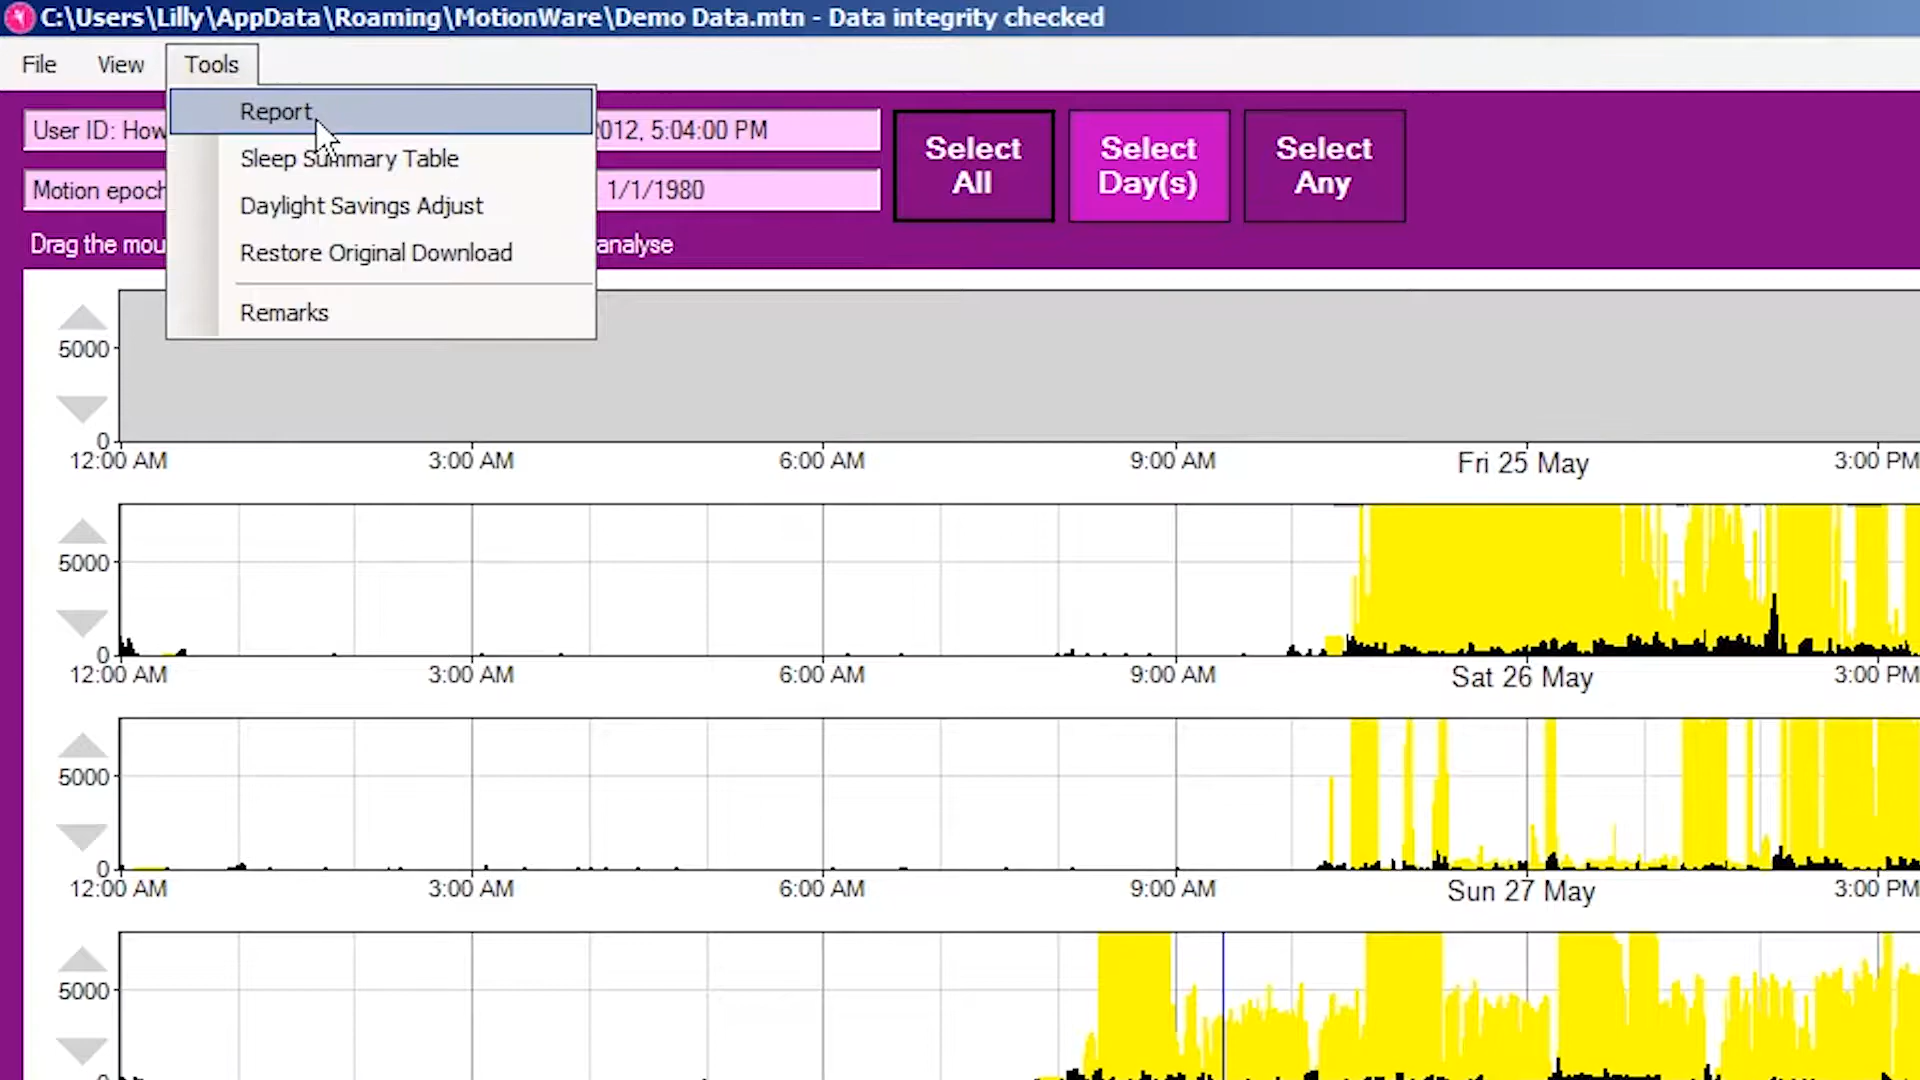 C:\Users\Lilly\AppData\Roaming\MotionWare\Demo Data.mtn - Data integrity checked
File View Tools
Report
Sleep Summary Table
Daylight Savings Adjust
Restore Original Download
Remarks
User ID: How
2012, 5:04:00 PM
Motion epoch
1/1/1980
Drag the mou
analyse
Select All
Select Day(s)
Select Any
5000
0
12:00 AM 3:00 AM 6:00 AM 9:00 AM Fri 25 May 3:00 PM
5000
0
12:00 AM 3:00 AM 6:00 AM 9:00 AM Sat 26 May 3:00 PM
5000
0
12:00 AM 3:00 AM 6:00 AM 9:00 AM Sun 27 May 3:00 PM
5000
0